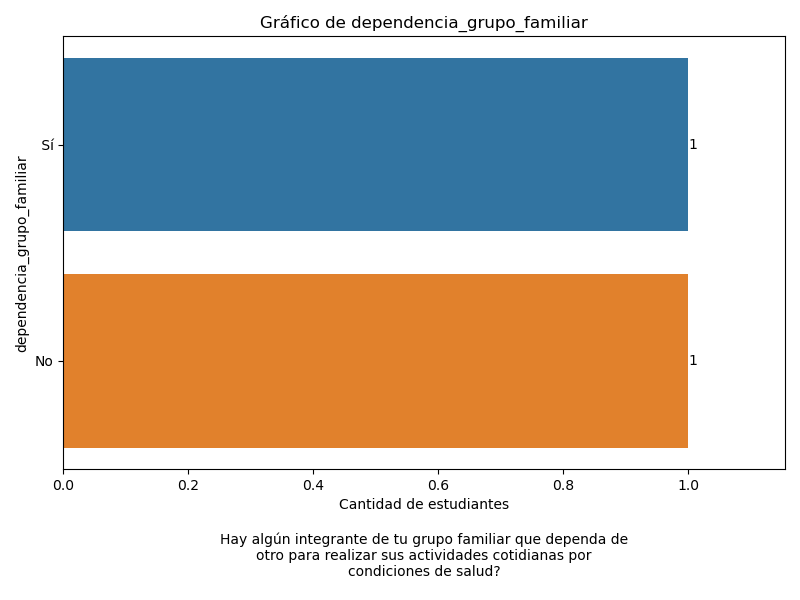 Gráfico de dependencia_grupo_familiar
dependencia_grupo_familiar
Sí
1
No
1
0.0 0.2 0.4 0.6 0.8 1.0
Cantidad de estudiantes
Hay algún integrante de tu grupo familiar que dependa de
otro para realizar sus actividades cotidianas por
condiciones de salud?